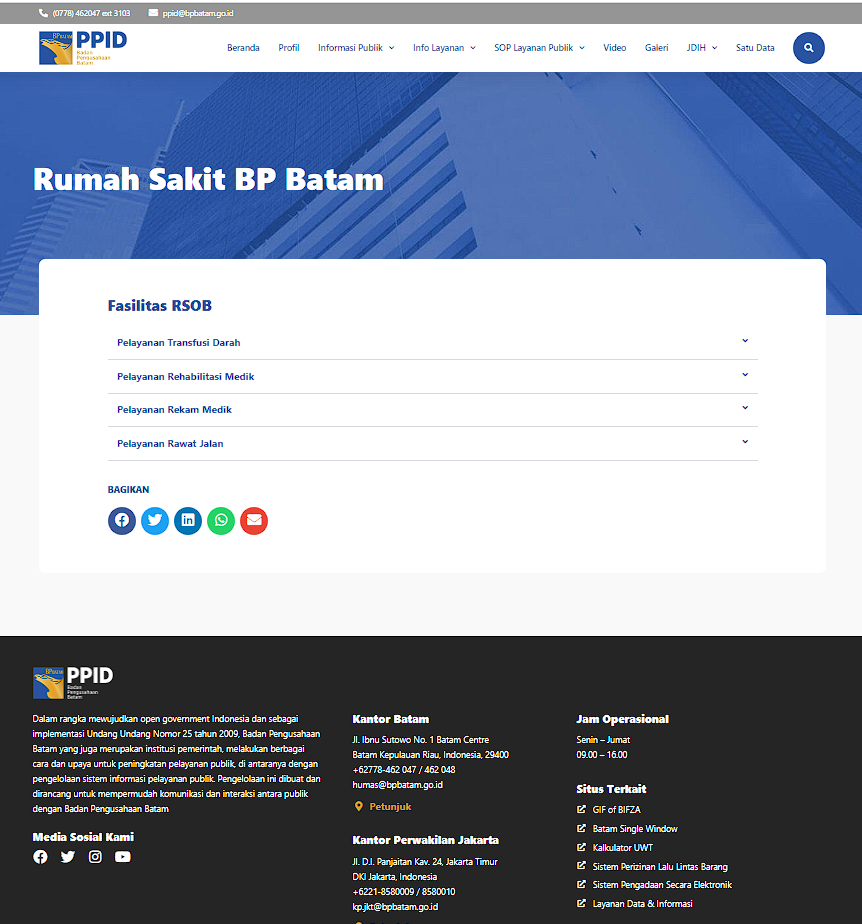 (0778) 462047 ext 3103 ppid@bpbatam.go.id
BPBATAM PPID
Badan
Pengusahaan
Batam
Beranda Profil Informasi Publik Info Layanan SOP Layanan Publik Video Galeri JDIH Satu Data
Rumah Sakit BP Batam
Fasilitas RSOB
Pelayanan Transfusi Darah
Pelayanan Rehabilitasi Medik
Pelayanan Rekam Medik
Pelayanan Rawat Jalan
BAGIKAN
BPBATAM PPID
Badan
Pengusahaan
Batam
Dalam rangka mewujudkan open government Indonesia dan sebagai
implementasi Undang Undang Nomor 25 tahun 2009, Badan Pengusahaan
Batam yang juga merupakan institusi pemerintah, melakukan berbagai
cara dan upaya untuk peningkatan pelayanan publik, di antaranya dengan
pengelolaan sistem informasi pelayanan publik. Pengelolaan ini dibuat dan
dirancang untuk mempermudah komunikasi dan interaksi antara publik
dengan Badan Pengusahaan Batam
Media Sosial Kami
Kantor Batam
Jl. Ibnu Sutowo No. 1 Batam Centre
Batam Kepulauan Riau, Indonesia, 29400
+62778-462 047 / 462 048
humas@bpbatam.go.id
Petunjuk
Kantor Perwakilan Jakarta
Jl. D.I. Panjaitan Kav. 24, Jakarta Timur
DKI Jakarta, Indonesia
+6221-8580009 / 8580010
kp.jkt@bpbatam.go.id
Jam Operasional
Senin – Jumat
09.00 – 16.00
Situs Terkait
GIF of BIFZA
Batam Single Window
Kalkulator UWT
Sistem Perizinan Lalu Lintas Barang
Sistem Pengadaan Secara Elektronik
Layanan Data & Informasi